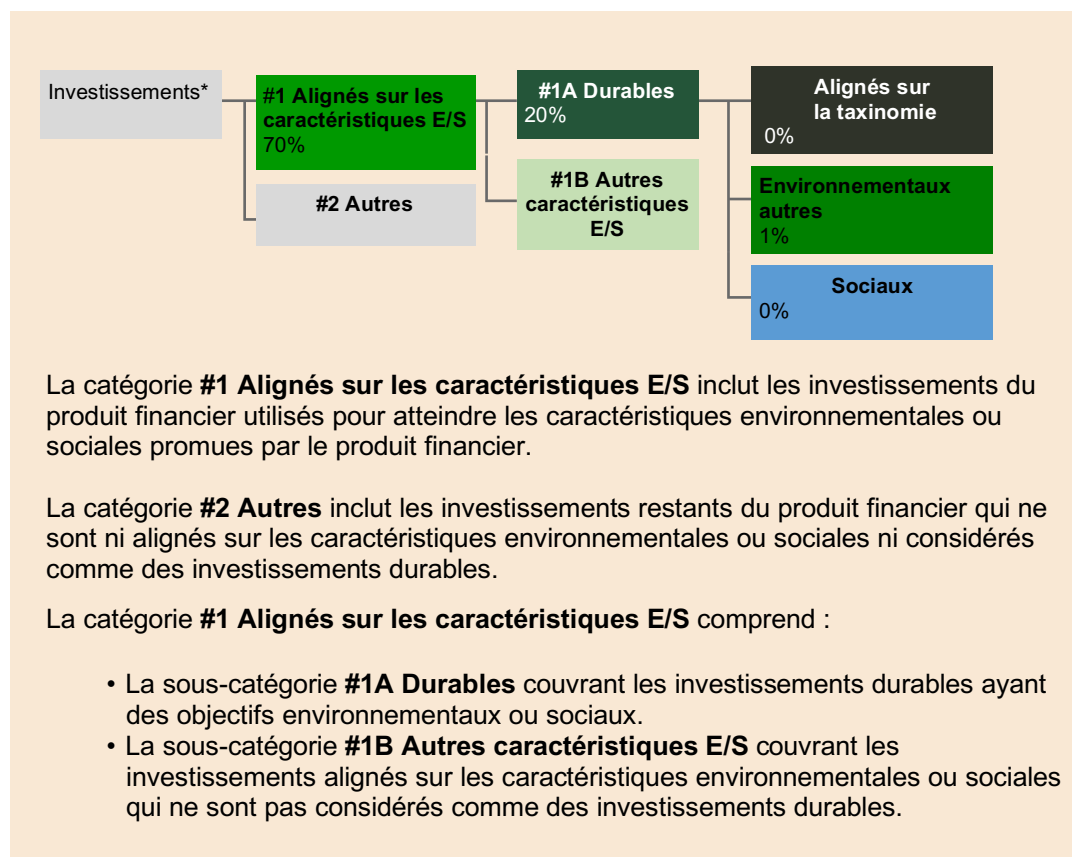 Investissements*
#1 Alignés sur les
caractéristiques E/S
70%
#2 Autres
#1A Durables
20%
#1B Autres
caractéristiques
E/S
Alignés sur
la taxinomie
0%
Environnementaux
autres
1%
Sociaux
0%
La catégorie #1 Alignés sur les caractéristiques E/S inclut les investissements du
produit financier utilisés pour atteindre les caractéristiques environnementales ou
sociales promues par le produit financier.
La catégorie #2 Autres inclut les investissements restants du produit financier qui ne
sont ni alignés sur les caractéristiques environnementales ou sociales ni considérés
comme des investissements durables.
La catégorie #1 Alignés sur les caractéristiques E/S comprend :
• La sous-catégorie #1A Durables couvrant les investissements durables ayant
des objectifs environnementaux ou sociaux.
• La sous-catégorie #1B Autres caractéristiques E/S couvrant les
investissements alignés sur les caractéristiques environnementales ou sociales
qui ne sont pas considérés comme des investissements durables.